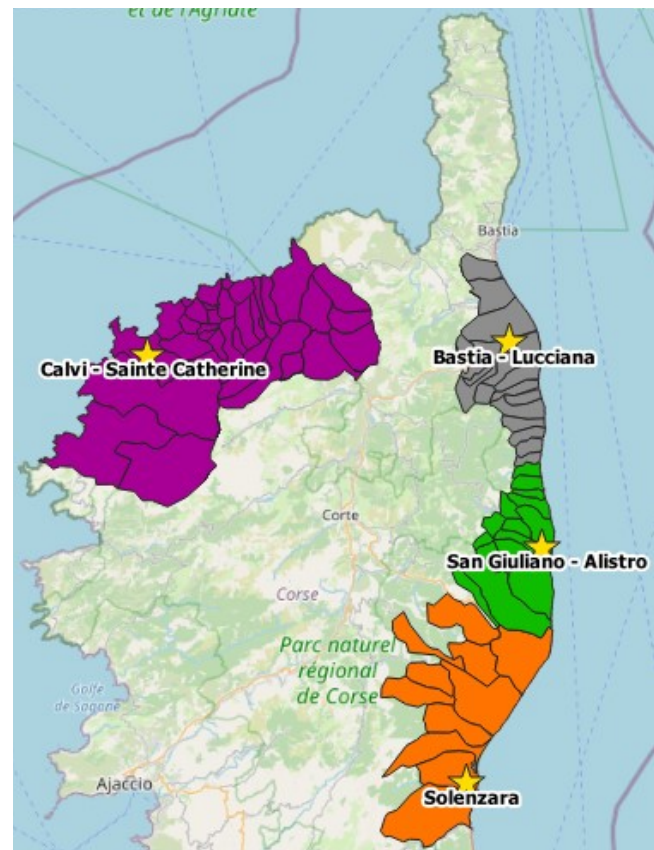 et de l'Agriate
Bastia
Bastia - Lucciana
Calvi - Sainte Catherine
Corte
San Giuliano - Alistro
Corse
Parc naturel
régional
de Corse
Golfe
de Sagone
Ajaccio
Solenzara